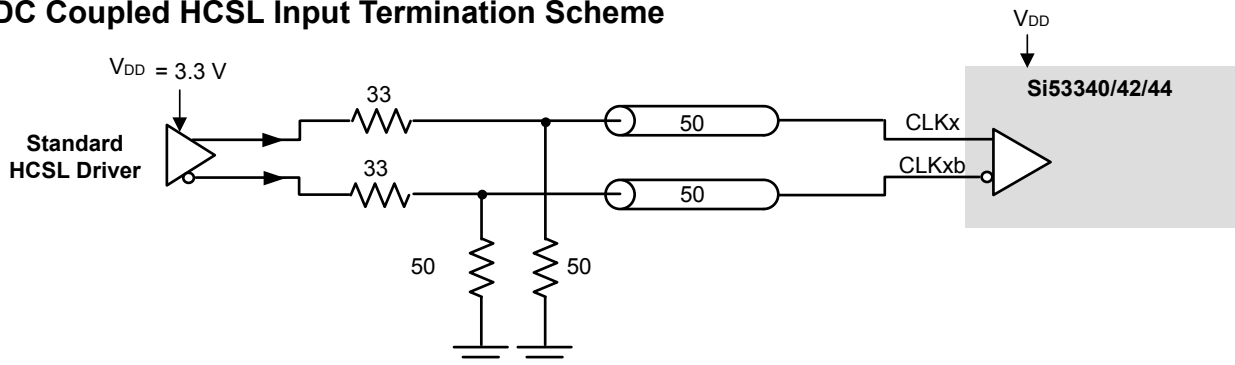 DC Coupled HCSL Input Termination Scheme
VDD
VDD = 3.3 V
Si53340/42/44
33
Standard
HCSL Driver
50
CLKx
33
CLKxb
50
50
50